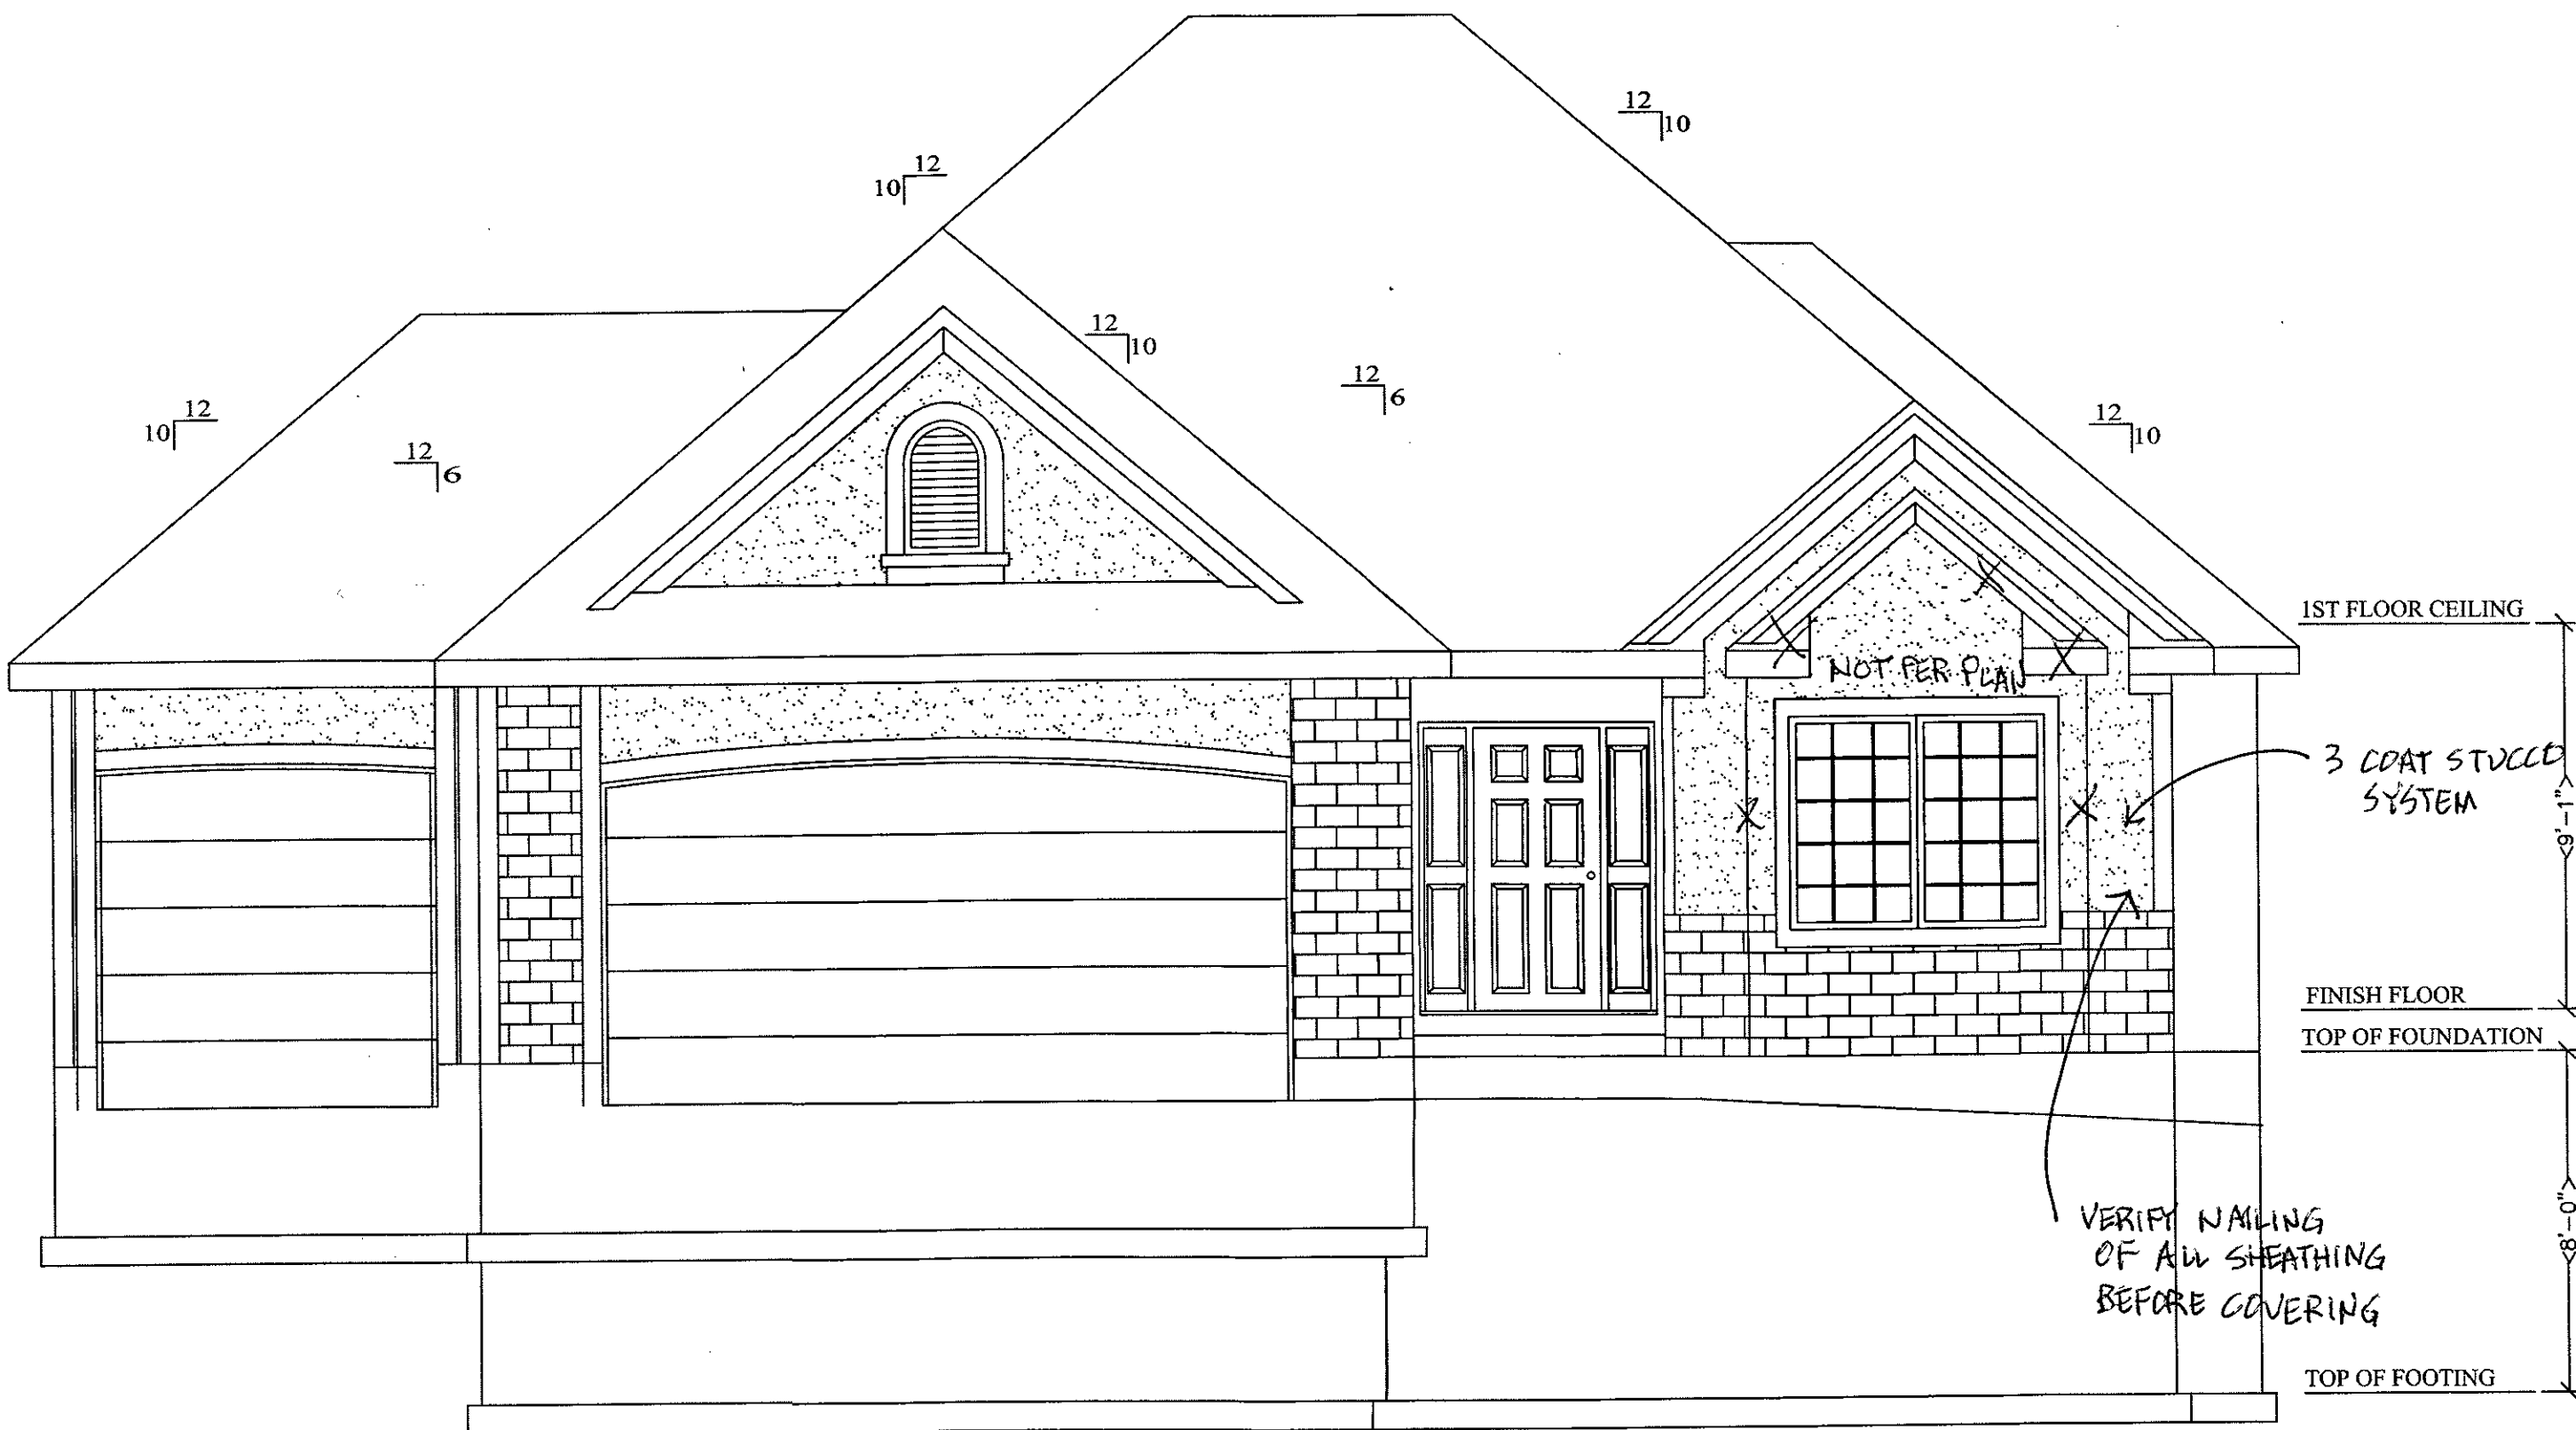 12
10
10
12
12
10
12
6
10
12
12
6
12
10
1ST FLOOR CEILING
NOT PER PLAN
3 COAT STUCCO
SYSTEM
9'-1"
FINISH FLOOR
TOP OF FOUNDATION
VERIFY NAILING
OF ALL SHEATHING
BEFORE COVERING
8'-0"
TOP OF FOOTING